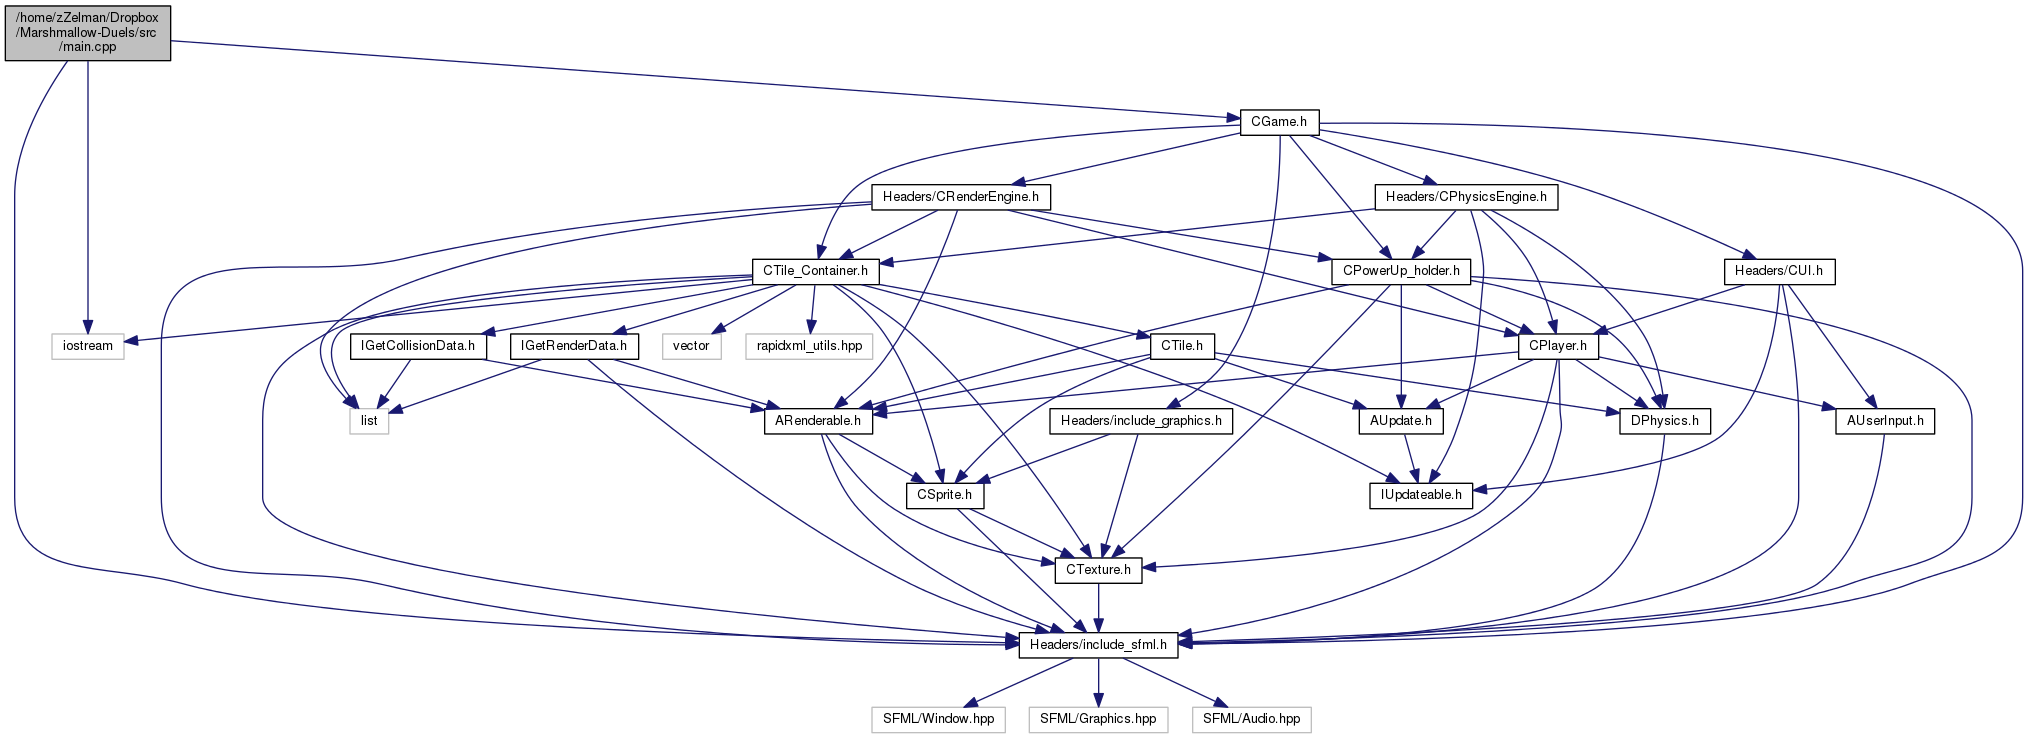 /home/zZelman/Dropbox
/Marshmallow-Duels/src
/main.cpp
CGame.h
Headers/CRenderEngine.h
Headers/CPhysicsEngine.h
CTile_Container.h
CPowerUp_holder.h
Headers/CUI.h
iostream
IGetCollisionData.h
IGetRenderData.h
vector
rapidxml_utils.hpp
CTile.h
CPlayer.h
list
ARenderable.h
Headers/include_graphics.h
AUpdate.h
DPhysics.h
AUserInput.h
CSprite.h
IUpdateable.h
CTexture.h
Headers/include_sfml.h
SFML/Window.hpp
SFML/Graphics.hpp
SFML/Audio.hpp